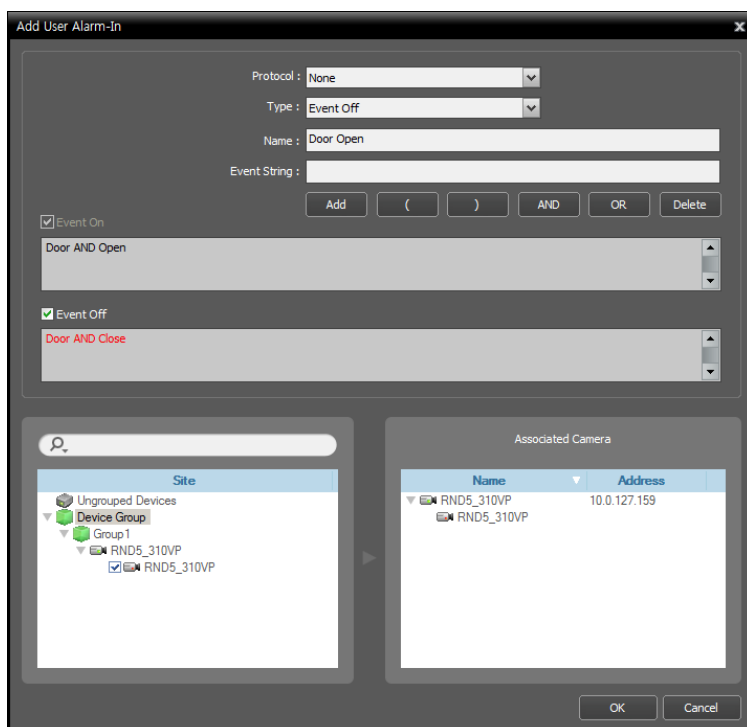 Add User Alarm-In x
Protocol : None
Type : Event Off
Name : Door Open
Event String :
Add ( ) AND OR Delete
Event On
Door AND Open
Event Off
Door AND Close
Site
Ungrouped Devices
Device Group
Group1
RND5_310VP
RND5_310VP
Associated Camera
Name Address
RND5_310VP 10.0.127.159
RND5_310VP
OK Cancel